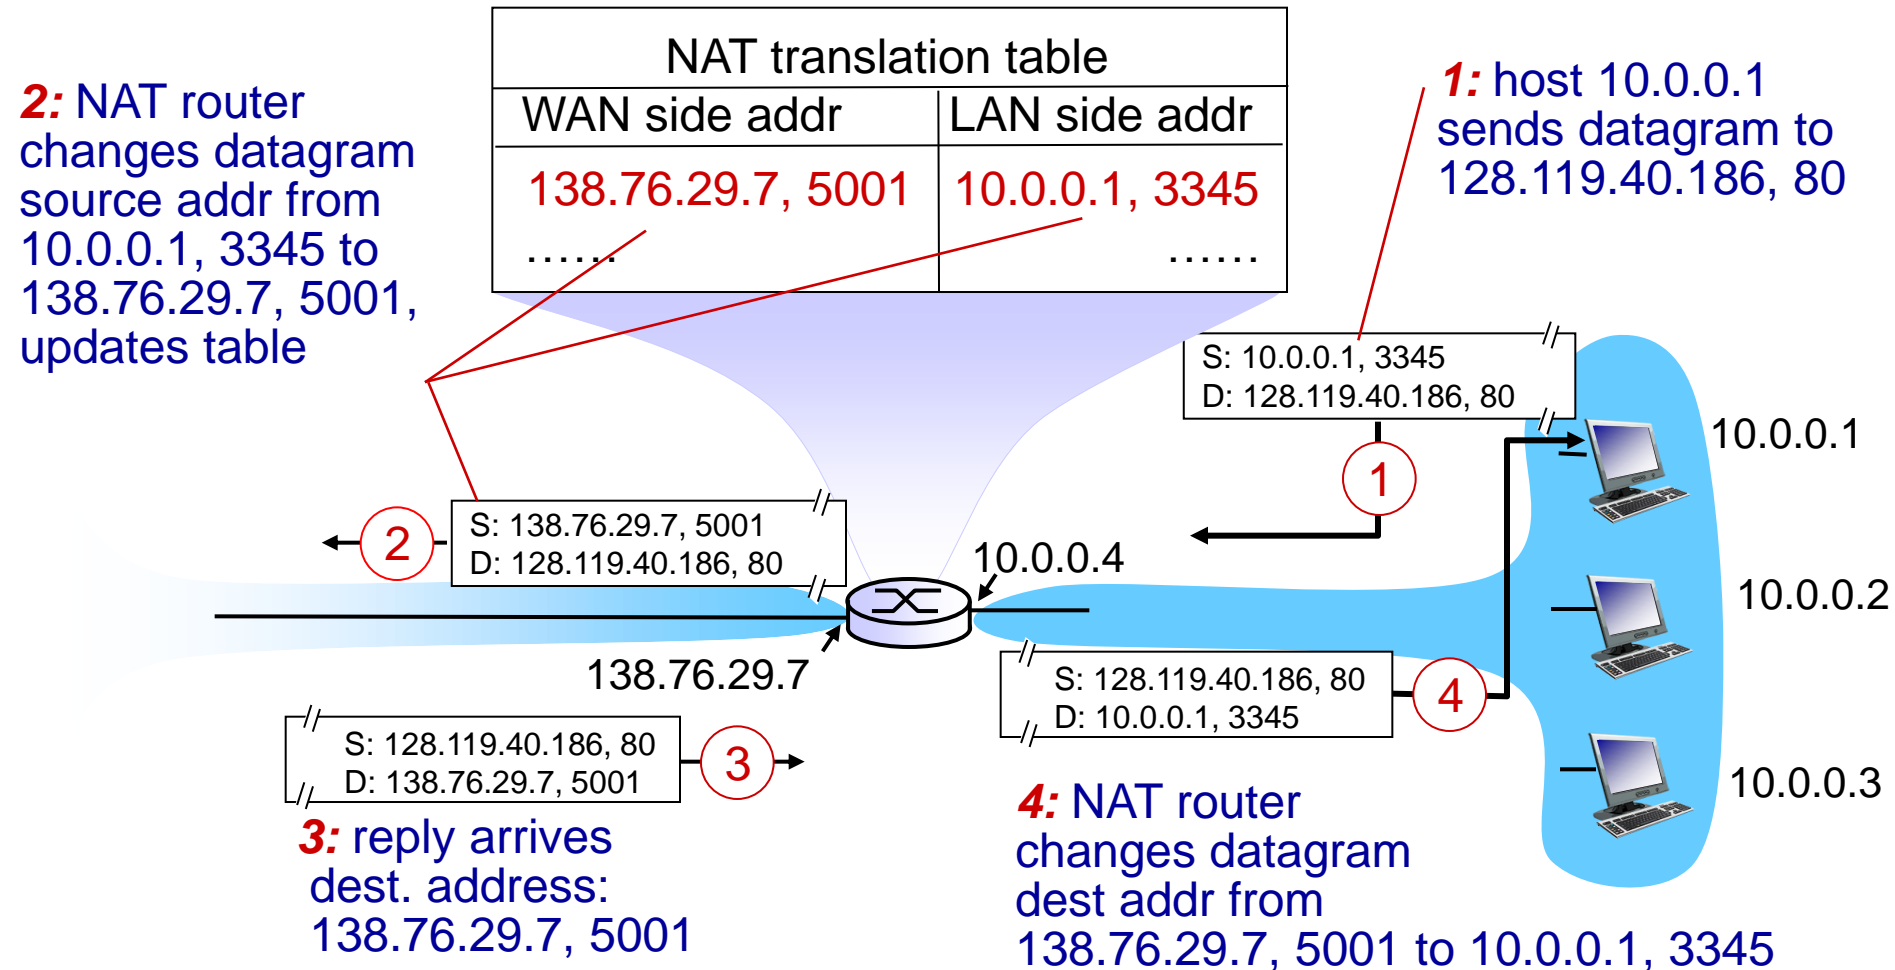 NAT translation table
WAN side addr LAN side addr
138.76.29.7, 5001 10.0.0.1, 3345
...... ......
2: NAT router
changes datagram
source addr from
10.0.0.1, 3345 to
138.76.29.7, 5001,
updates table
1: host 10.0.0.1
sends datagram to
128.119.40.186, 80
S: 10.0.0.1, 3345
D: 128.119.40.186, 80
1
10.0.0.1
S: 138.76.29.7, 5001
D: 128.119.40.186, 80
2
10.0.0.4
10.0.0.2
138.76.29.7
S: 128.119.40.186, 80
D: 10.0.0.1, 3345
4
S: 128.119.40.186, 80
D: 138.76.29.7, 5001
3
10.0.0.3
3: reply arrives
dest. address:
138.76.29.7, 5001
4: NAT router
changes datagram
dest addr from
138.76.29.7, 5001 to 10.0.0.1, 3345